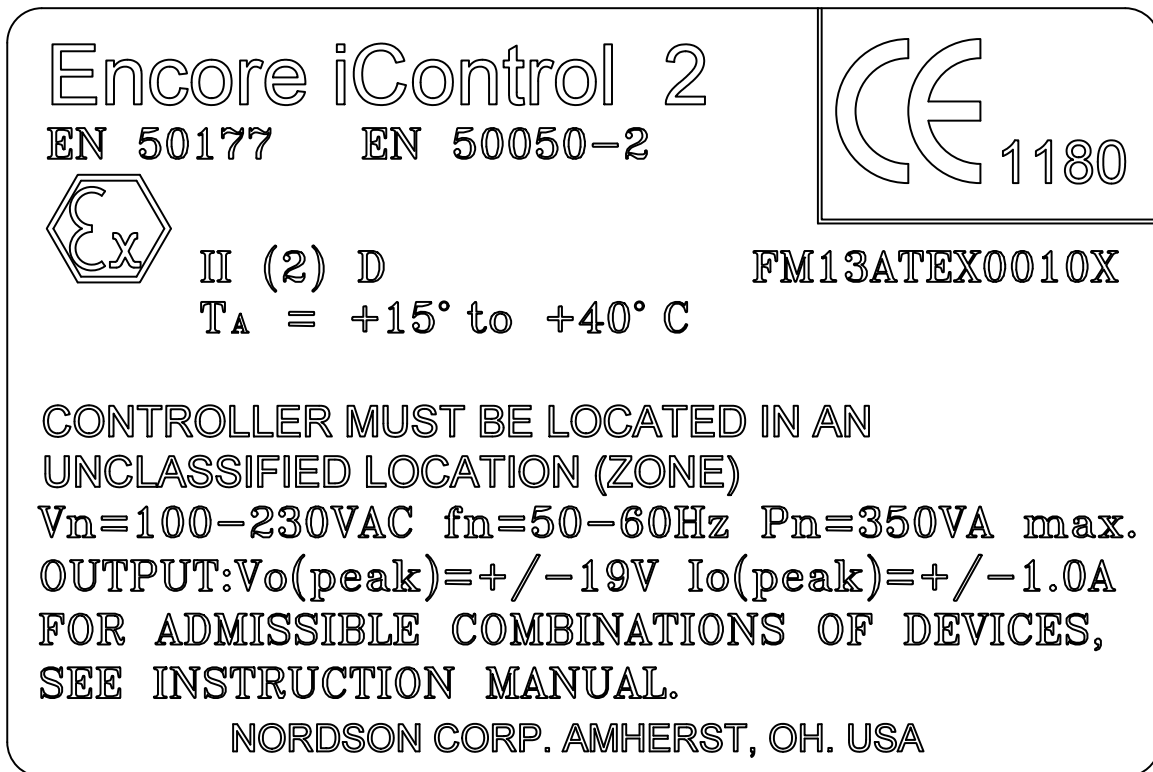 Encore iControl 2
EN 50177 EN 50050-2
CE 1180
Ex
II (2) D FM13ATEX0010X
TA = +15° to +40° C
CONTROLLER MUST BE LOCATED IN AN
UNCLASSIFIED LOCATION (ZONE)
Vn=100-230VAC fn=50-60Hz Pn=350VA max.
OUTPUT:Vo(peak)=+/-19V Io(peak)=+/-1.0A
FOR ADMISSIBLE COMBINATIONS OF DEVICES,
SEE INSTRUCTION MANUAL.
NORDSON CORP. AMHERST, OH. USA